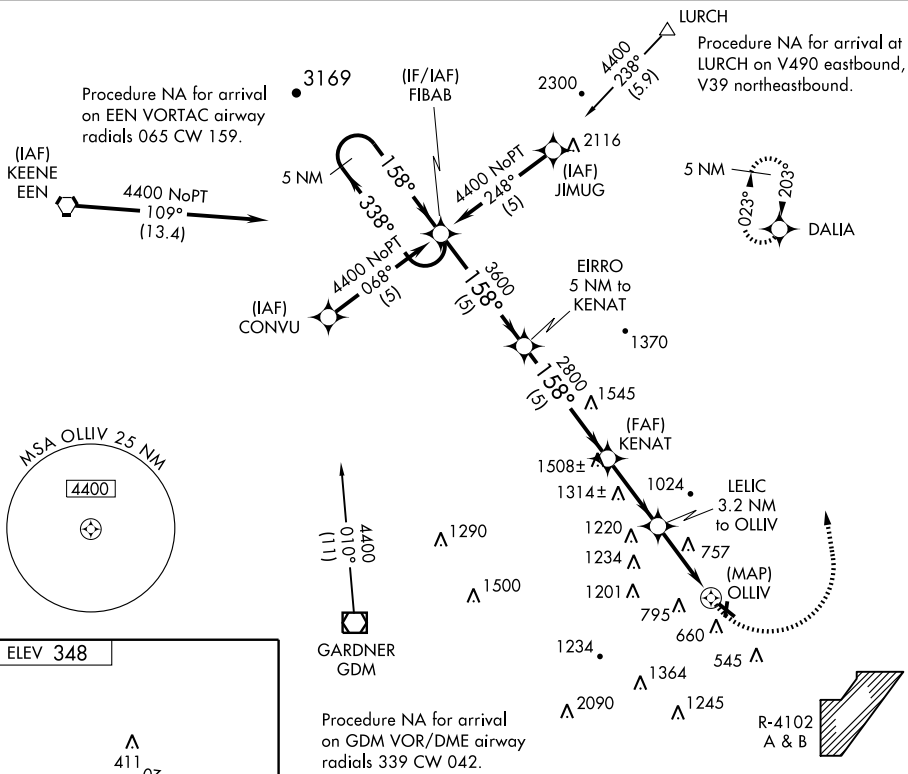 LURCH
Procedure NA for arrival at
LURCH on V490 eastbound,
V39 northeastbound.
4400
238°
(5.9)
2300
3169
(IF/IAF)
FIBAB
Procedure NA for arrival
on EEN VORTAC airway
radials 065 CW 159.
2116
(IAF)
JIMUG
(IAF)
KEENE
EEN
4400 NoPT
109°
(13.4)
5 NM
158°
338°
4400 NoPT
248°
(5)
5 NM
023°
203°
DALIA
4400 NoPT
068°
(5)
(IAF)
CONVU
3600
158°
(5)
EIRRO
5 NM to
KENAT
1370
2800
158°
(5)
1545
(FAF)
KENAT
MSA OLLIV 25 NM
4400
1508±
1314±
1024
LELIC
3.2 NM
to OLLIV
4400
010°
(11)
1290
1220
757
1234
(MAP)
OLLIV
1500
1201
795
660
GARDNER
GDM
1234
545
ELEV 348
1364
2090
1245
R-4102
A & B
Procedure NA for arrival
on GDM VOR/DME airway
radials 339 CW 042.
411